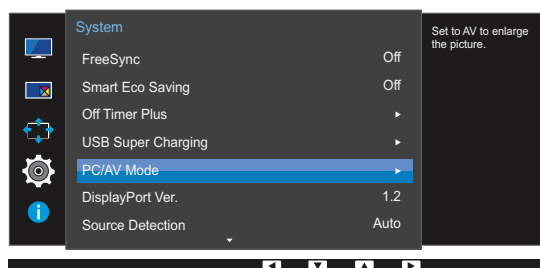 System
FreeSync Off
Smart Eco Saving Off
Off Timer Plus
USB Super Charging
PC/AV Mode
DisplayPort Ver. 1.2
Source Detection Auto
Set to AV to enlarge
the picture.